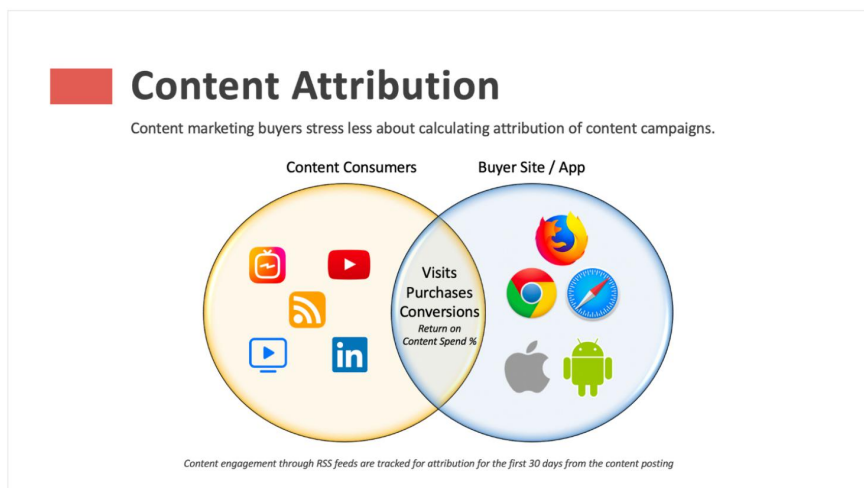 Content Attribution
Content marketing buyers stress less about calculating attribution of content campaigns.
Content Consumers
Buyer Site / App
Visits
Purchases
Conversions
Return on
Content Spend %
in
Content engagement through RSS feeds are tracked for attribution for the first 30 days from the content posting